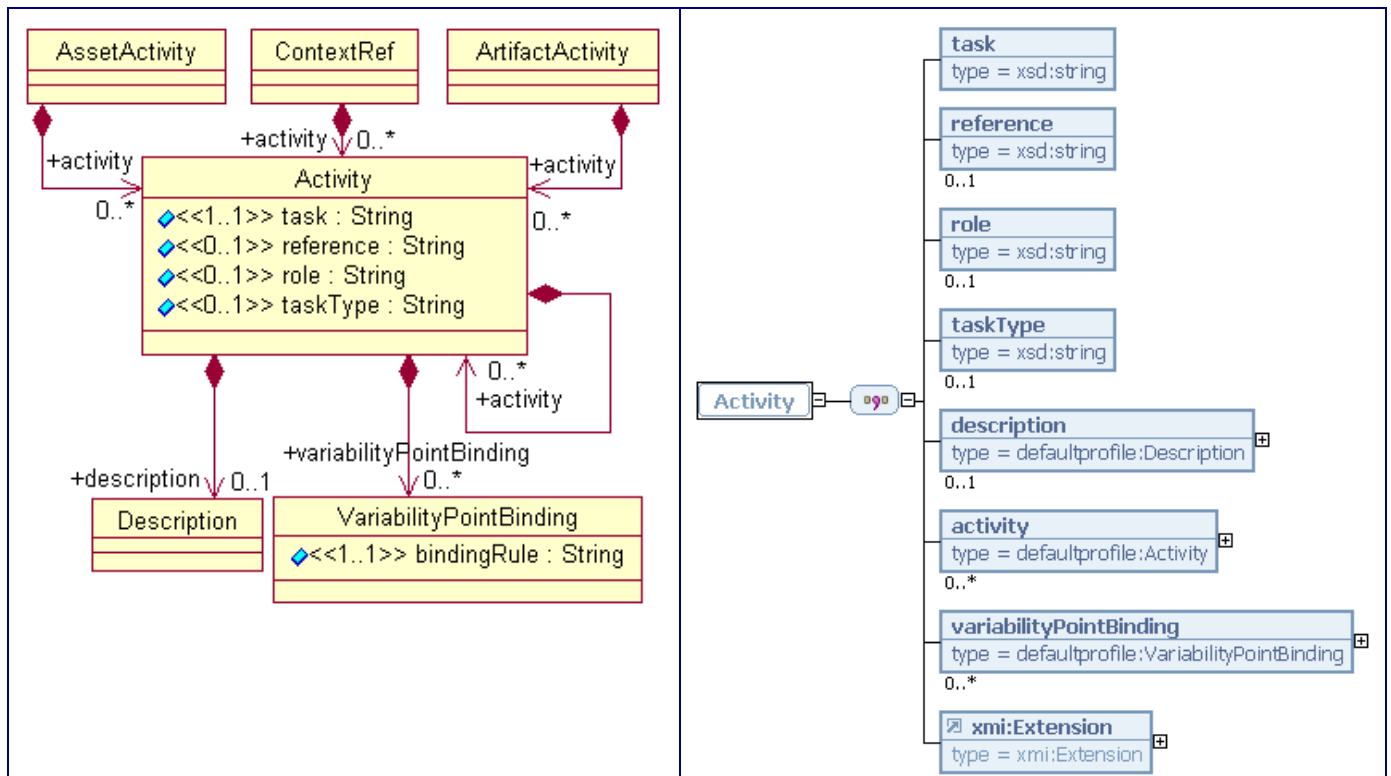 AssetActivity
ContextRef
ArtifactActivity
+activity
0..*
+activity
0..*
+activity
0..*
Activity
<<1..1>> task : String
<<0..1>> reference : String
<<0..1>> role : String
<<0..1>> taskType : String
0..*
+activity
+variabilityPointBinding
0..*
+description
0..1
Description
VariabilityPointBinding
<<1..1>> bindingRule : String
Activity
task
type = xsd:string
reference
type = xsd:string
0..1
role
type = xsd:string
0..1
taskType
type = xsd:string
0..1
description
type = defaultprofile:Description
0..1
activity
type = defaultprofile:Activity
0..*
variabilityPointBinding
type = defaultprofile:VariabilityPointBinding
0..*
xmi:Extension
type = xmi:Extension